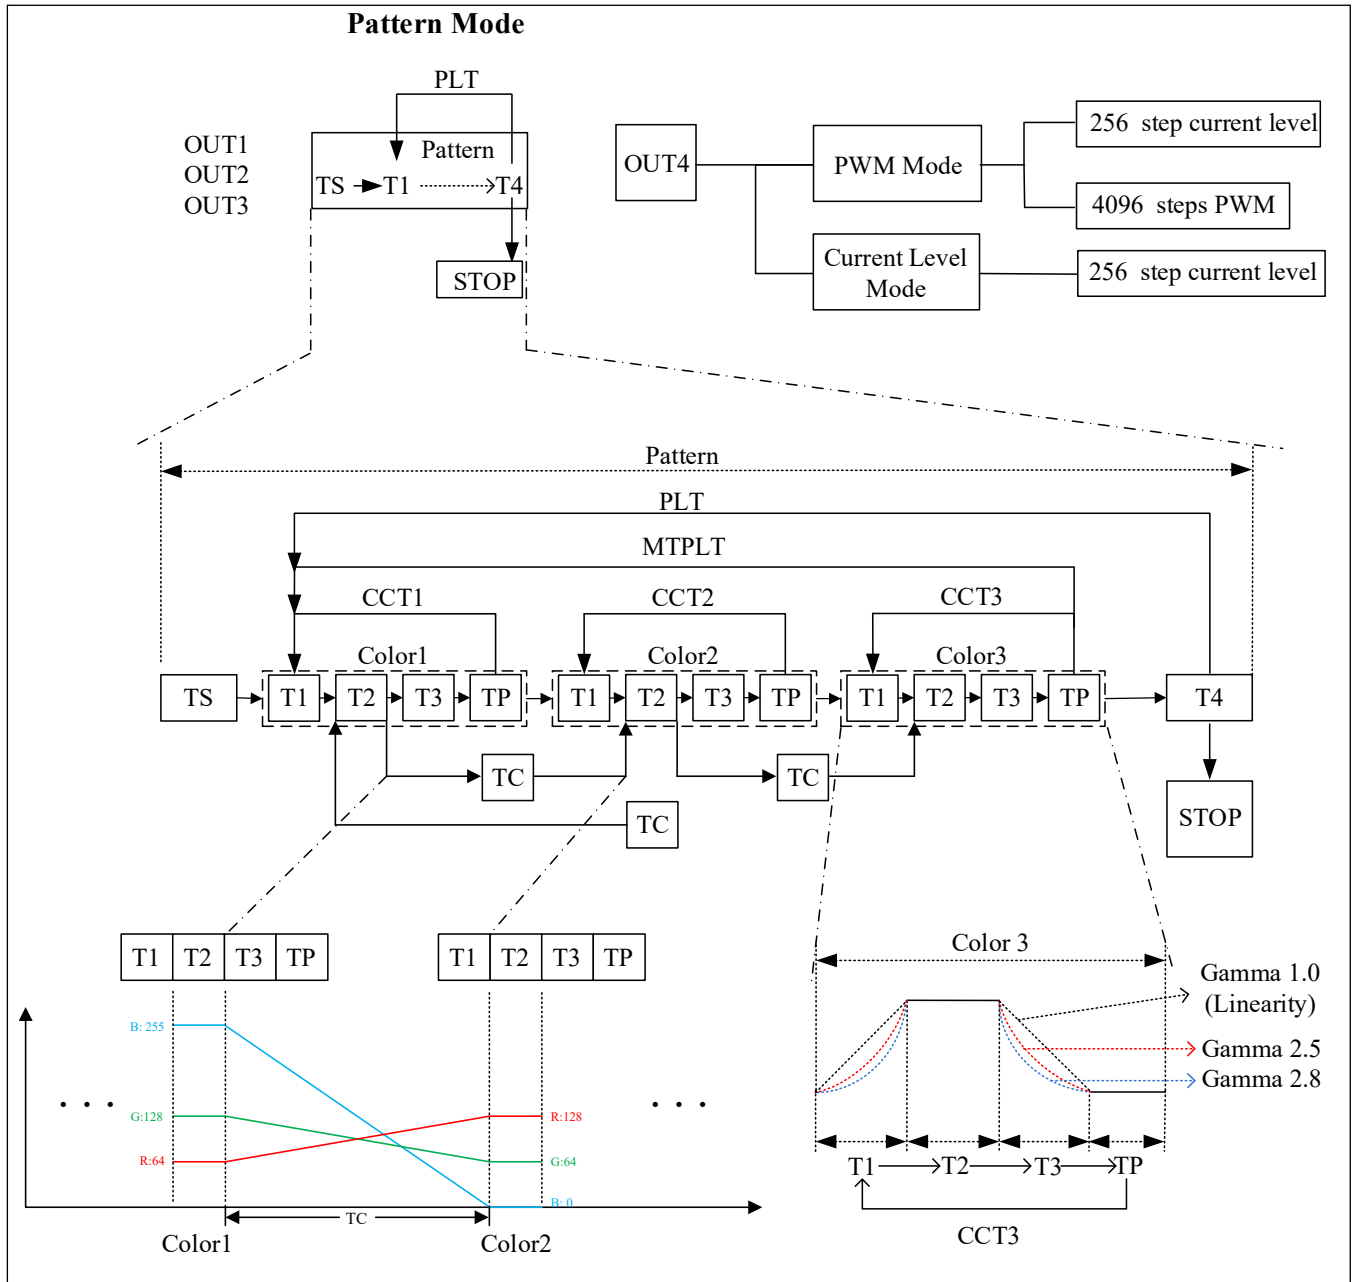 Pattern Mode
PLT
OUT1
OUT2
OUT3
Pattern
TS
T1
T4
STOP
OUT4
PWM Mode
Current Level
Mode
256 step current level
4096 steps PWM
256 step current level
Pattern
PLT
MTPLT
CCT1
CCT2
CCT3
Color1
Color2
Color3
TS
T1
T2
T3
TP
T1
T2
T3
TP
T1
T2
T3
TP
T4
TC
TC
TC
STOP
T1
T2
T3
TP
T1
T2
T3
TP
B: 255
G:128
R:64
R:128
G:64
B: 0
TC
Color1
Color2
Color 3
Gamma 1.0
(Linearity)
Gamma 2.5
Gamma 2.8
T1
T2
T3
TP
CCT3